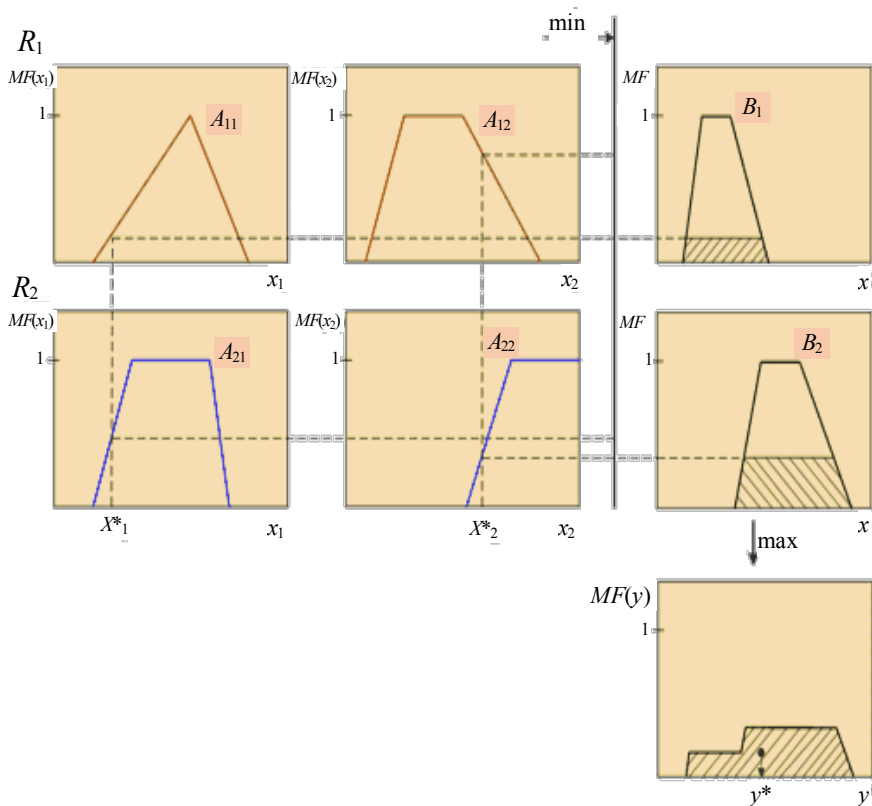 min
R1
MF(x1) MF(x2) MF
1 A11 1 A12 1 B1
x1 x2 x
R2
MF(x1) MF(x2) MF
1 A21 1 A22 1 B2
X*1 x1 X*2 x2 x
max
MF(y)
1
y* y